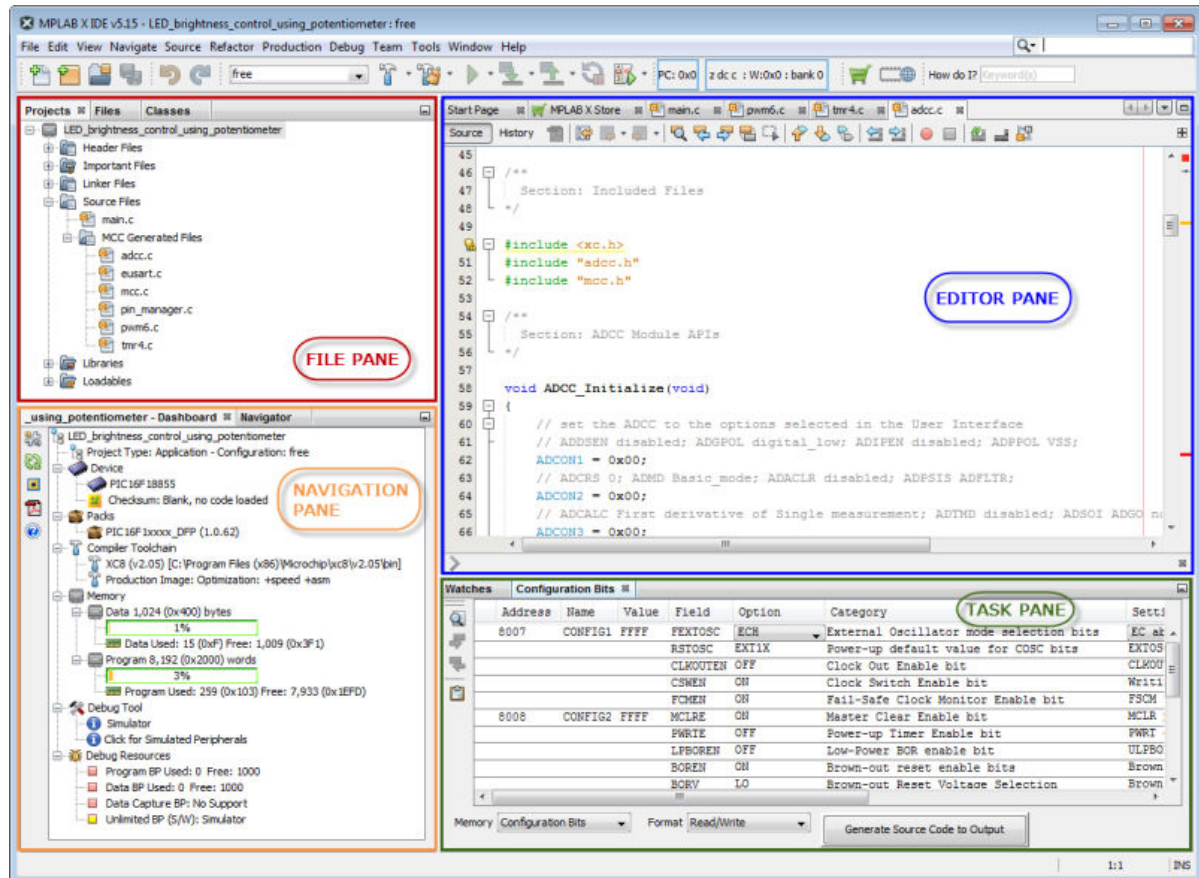 MPLAB X IDE v5.15 - LED_brightness_control_using_potentiometer : free
File Edit View Navigate Source Refactor Production Debug Team Tools Window Help
free
PC: 0x0
z dc c : W:0x0 : bank 0
How do I? Keyword(s)
Projects Files Classes
LED_brightness_control_using_potentiometer
Header Files
Important Files
Linker Files
Source Files
main.c
MCC Generated Files
adcc.c
eusart.c
mcc.c
pin_manager.c
pwm6.c
tmr4.c
Libraries
Loadables
FILE PANE
_using_potentiometer - Dashboard Navigator
LED_brightness_control_using_potentiometer
Project Type: Application - Configuration: free
Device
PIC16F18855
Checksum: Blank, no code loaded
Packs
PIC16F1xxxx_DFP (1.0.62)
Compiler Toolchain
XC8 (v2.05) [C:\Program Files (x86)\Microchip\xc8\v2.05\bin]
Production Image: Optimization: +speed +asm
Memory
Data 1,024 (0x400) bytes
1%
Data Used: 15 (0xF) Free: 1,009 (0x3F1)
Program 8,192 (0x2000) words
3%
Program Used: 259 (0x103) Free: 7,933 (0x1EFD)
Debug Tool
Simulator
Click for Simulated Peripherals
Debug Resources
Program BP Used: 0 Free: 1000
Data BP Used: 0 Free: 1000
Data Capture BP: No Support
Unlimited BP (S/W): Simulator
NAVIGATION
PANE
Start Page MPLAB X Store main.c pwm6.c tmr4.c adcc.c
Source History
45
46 /**
47 Section: Included Files
48 */
49
#include <xc.h>
51 #include "adcc.h"
52 #include "mcc.h"
53
54 /**
55 Section: ADCC Module APIs
56 */
57
58 void ADCC_Initialize(void)
59 {
60 // set the ADCC to the options selected in the User Interface
61 // ADDSEN disabled; ADGPOL digital_low; ADIPEN disabled; ADPPOL VSS;
62 ADCON1 = 0x00;
63 // ADCRS 0; ADMD Basic_mode; ADACLR disabled; ADPSIS ADFLTR;
64 ADCON2 = 0x00;
65 // ADCALC First derivative of Single measurement; ADTMD disabled; ADSOI ADGO n
66 ADCON3 = 0x00;
EDITOR PANE
Watches Configuration Bits
TASK PANE
Address Name Value Field Option Category Setti
8007 CONFIG1 FFFF FEXTOSC ECH External Oscillator mode selection bits EC ab
RSTOSC EXT1X Power-up default value for COSC bits EXTOS
CLKOUTEN OFF Clock Out Enable bit CLKOU
CSWEN ON Clock Switch Enable bit Writi
FCMEN ON Fail-Safe Clock Monitor Enable bit FSCM
8008 CONFIG2 FFFF MCLRE ON Master Clear Enable bit MCLR
PWRTE OFF Power-up Timer Enable bit PWRT
LPBOREN OFF Low-Power BOR enable bit ULPBO
BOREN ON Brown-out reset enable bits Brown
BORV LO Brown-out Reset Voltage Selection Brown
Memory Configuration Bits Format Read/Write Generate Source Code to Output
1:1 INS